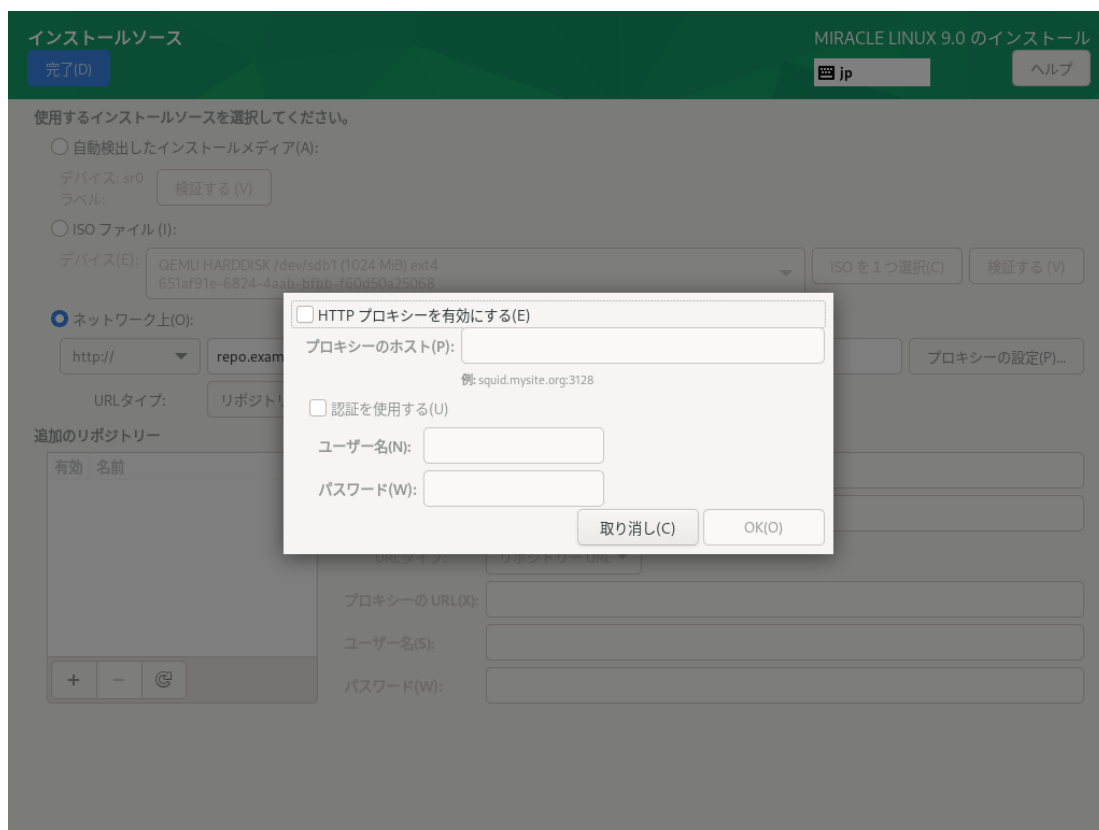 インストールソース
MIRACLE LINUX 9.0 のインストール
完了(D)
jp
ヘルプ
使用するインストールソースを選択してください。
自動検出したインストールメディア(A):
デバイス: sr0
ラベル:
検証する (V)
ISO ファイル (I):
デバイス(E):
QEMU HARDDISK /dev/sdb1 (1024 MiB) ext4
651af91e-6824-4aab-bfbb-f60d50a25068
ISO を 1 つ選択(C)
検証する (V)
ネットワーク上(O):
http://
repo.exam
プロキシーの設定(P)...
URLタイプ:
リポジトリ
追加のリポジトリー
有効 名前
HTTP プロキシーを有効にする(E)
プロキシーのホスト(P):
例: squid.mysite.org:3128
認証を使用する(U)
ユーザー名(N):
パスワード(W):
取り消し(C)
OK(O)
URLタイプ:
リポジトリー URL
プロキシーの URL(X):
ユーザー名(S):
パスワード(W):